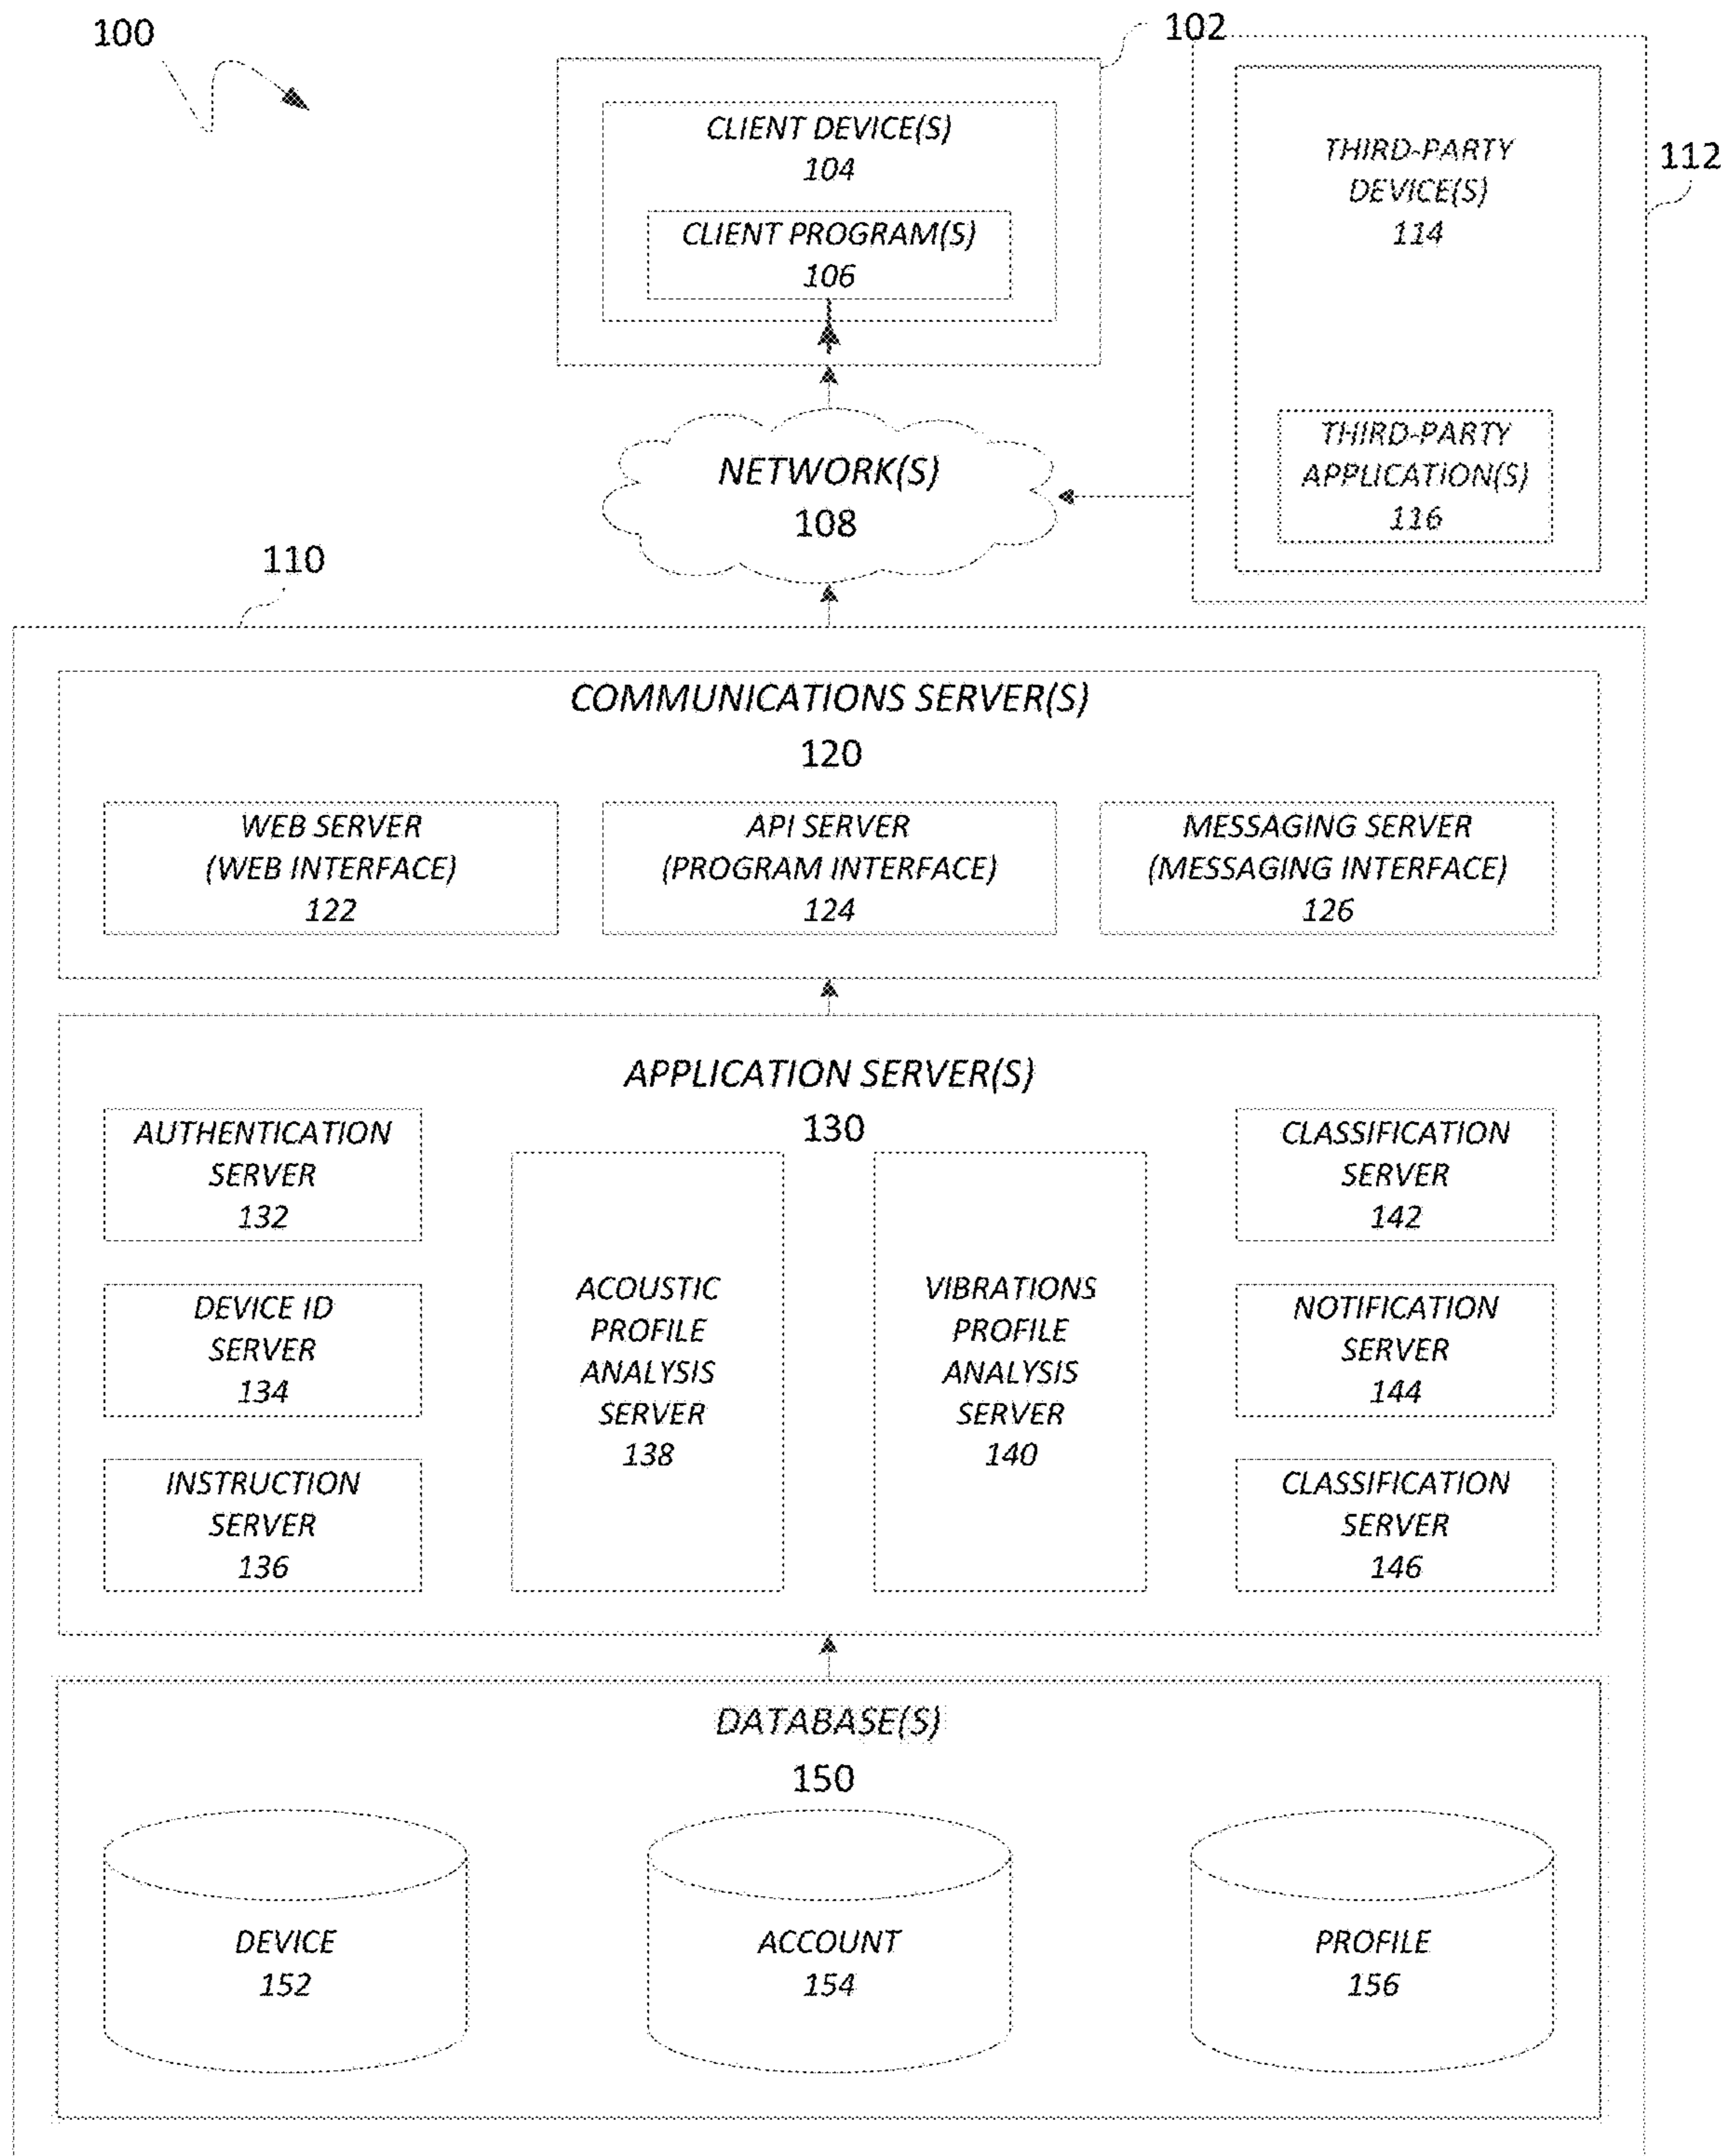 100
102
CLIENT DEVICE(S)
104
CLIENT PROGRAM(S)
106
112
THIRD-PARTY
DEVICE(S)
114
THIRD-PARTY
APPLICATION(S)
116
NETWORK(S)
108
110
COMMUNICATIONS SERVER(S)
120
WEB SERVER
(WEB INTERFACE)
122
API SERVER
(PROGRAM INTERFACE)
124
MESSAGING SERVER
(MESSAGING INTERFACE)
126
APPLICATION SERVER(S)
130
AUTHENTICATION
SERVER
132
DEVICE ID
SERVER
134
INSTRUCTION
SERVER
136
ACOUSTIC
PROFILE
ANALYSIS
SERVER
138
VIBRATIONS
PROFILE
ANALYSIS
SERVER
140
CLASSIFICATION
SERVER
142
NOTIFICATION
SERVER
144
CLASSIFICATION
SERVER
146
DATABASE(S)
150
DEVICE
152
ACCOUNT
154
PROFILE
156